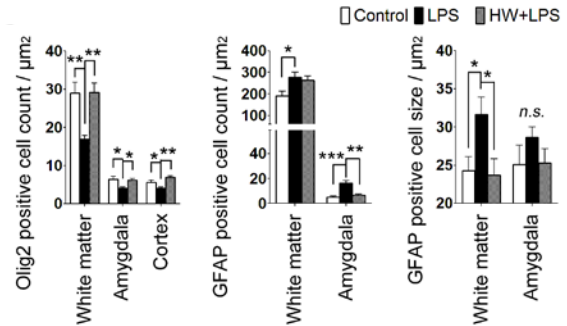 Control LPS HW+LPS
Olig2 positive cell count / μm2
40
30
20
10
0
** **
* *
* **
White matter
Amygdala
Cortex
GFAP positive cell count / μm2
400
300
200
100
40
20
0
*
*** **
White matter
Amygdala
GFAP positive cell size / μm2
35
30
25
20
* *
n.s.
White matter
Amygdala